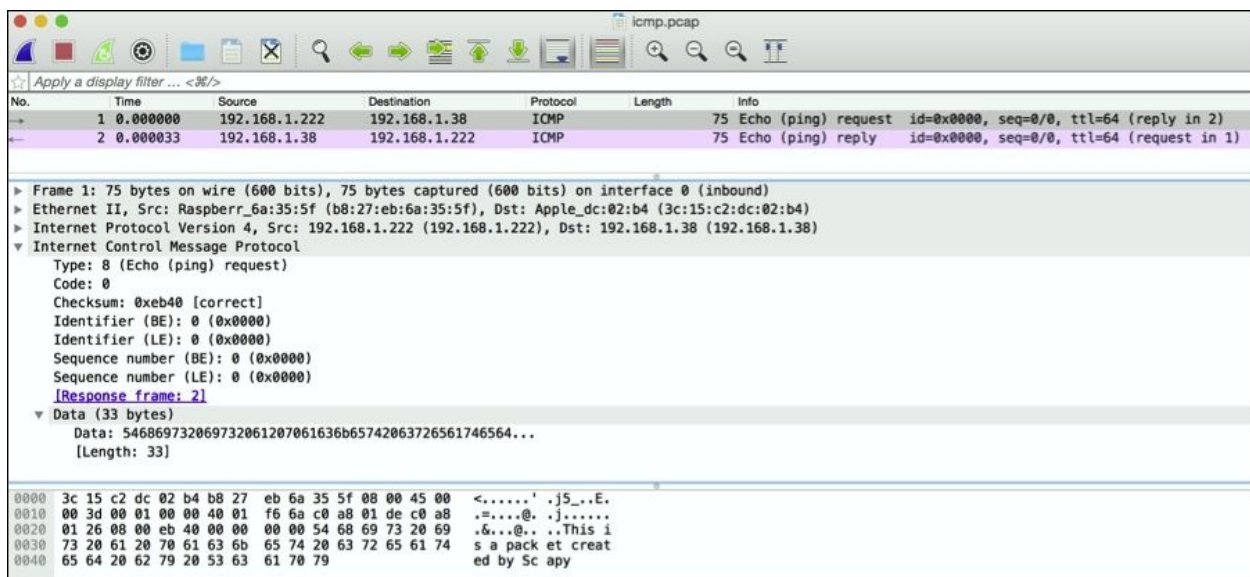 icmp.pcap
Apply a display filter ... <⌘/>
No. Time Source Destination Protocol Length Info
1 0.000000 192.168.1.222 192.168.1.38 ICMP 75 Echo (ping) request id=0x0000, seq=0/0, ttl=64 (reply in 2)
2 0.000033 192.168.1.38 192.168.1.222 ICMP 75 Echo (ping) reply id=0x0000, seq=0/0, ttl=64 (request in 1)
Frame 1: 75 bytes on wire (600 bits), 75 bytes captured (600 bits) on interface 0 (inbound)
Ethernet II, Src: Raspberr_6a:35:5f (b8:27:eb:6a:35:5f), Dst: Apple_dc:02:b4 (3c:15:c2:dc:02:b4)
Internet Protocol Version 4, Src: 192.168.1.222 (192.168.1.222), Dst: 192.168.1.38 (192.168.1.38)
Internet Control Message Protocol
Type: 8 (Echo (ping) request)
Code: 0
Checksum: 0xeb40 [correct]
Identifier (BE): 0 (0x0000)
Identifier (LE): 0 (0x0000)
Sequence number (BE): 0 (0x0000)
Sequence number (LE): 0 (0x0000)
[Response frame: 2]
Data (33 bytes)
Data: 546869732069732061207061636b65742063726561746564...
[Length: 33]
0000 3c 15 c2 dc 02 b4 b8 27 eb 6a 35 5f 08 00 45 00 <......' .j5_..E.
0010 00 3d 00 01 00 00 40 01 f6 6a c0 a8 01 de c0 a8 .=....@. .j......
0020 01 26 08 00 eb 40 00 00 00 00 54 68 69 73 20 69 .&...@.. ..This i
0030 73 20 61 20 70 61 63 6b 65 74 20 63 72 65 61 74 s a pack et creat
0040 65 64 20 62 79 20 53 63 61 70 79 ed by Sc apy